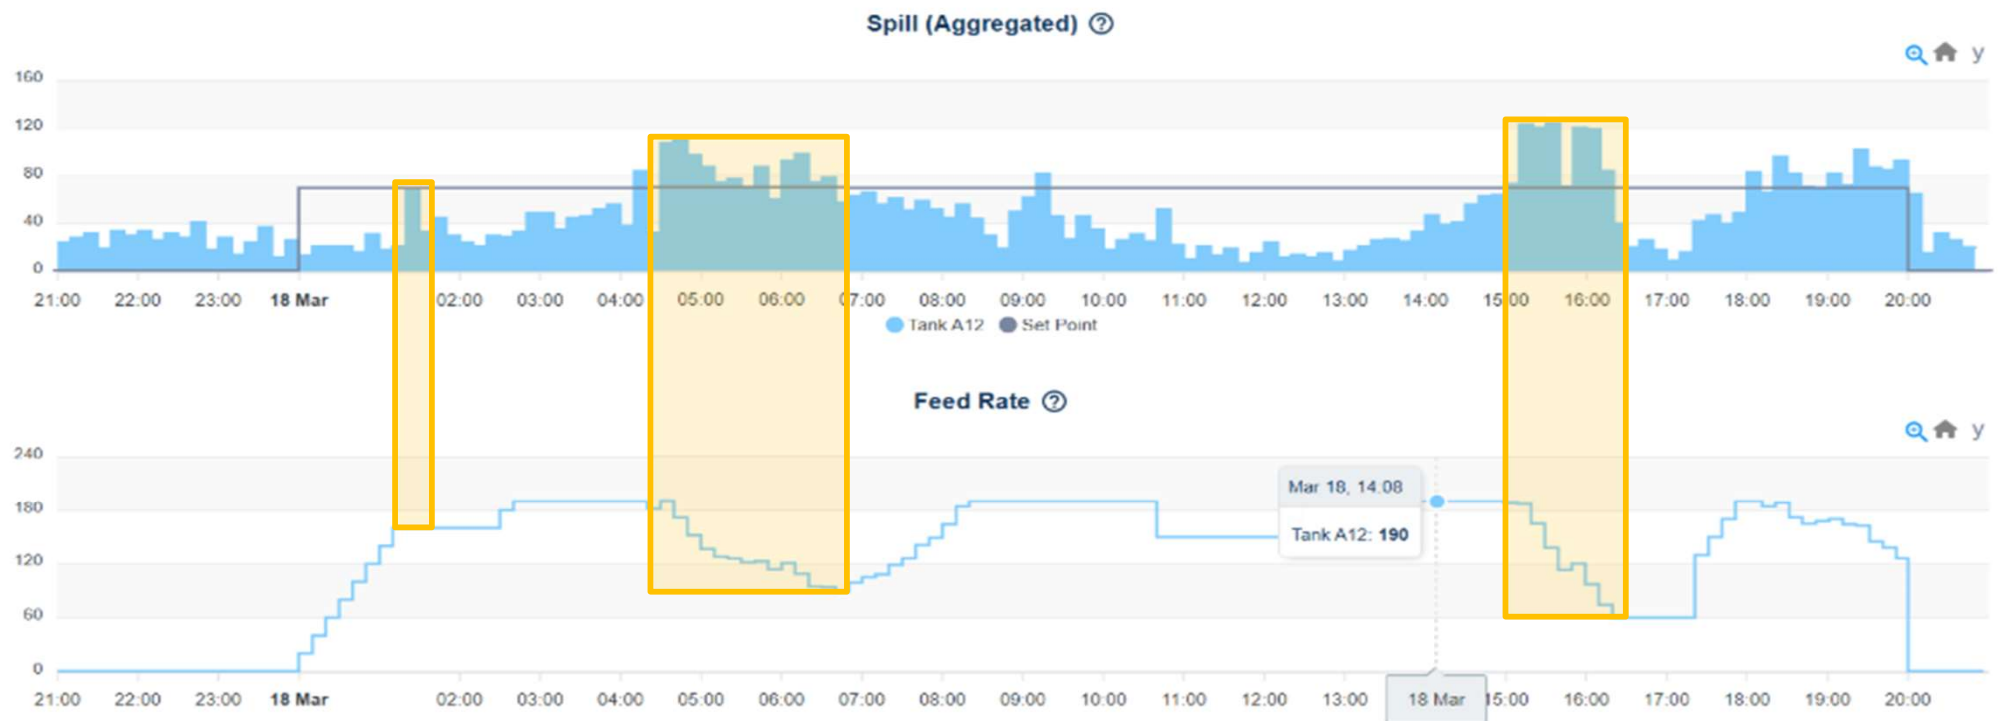 Spill (Aggregated) ?
y
160
120
80
40
0
21:00 22:00 23:00 18 Mar 02:00 03:00 04:00 05:00 06:00 07:00 08:00 09:00 10:00 11:00 12:00 13:00 14:00 15:00 16:00 17:00 18:00 19:00 20:00
Tank A12 Set Point
Feed Rate ?
y
240
180
120
60
0
Mar 18, 14:08
Tank A12: 190
21:00 22:00 23:00 18 Mar 02:00 03:00 04:00 05:00 06:00 07:00 08:00 09:00 10:00 11:00 12:00 13:00 18 Mar 15:00 16:00 17:00 18:00 19:00 20:00